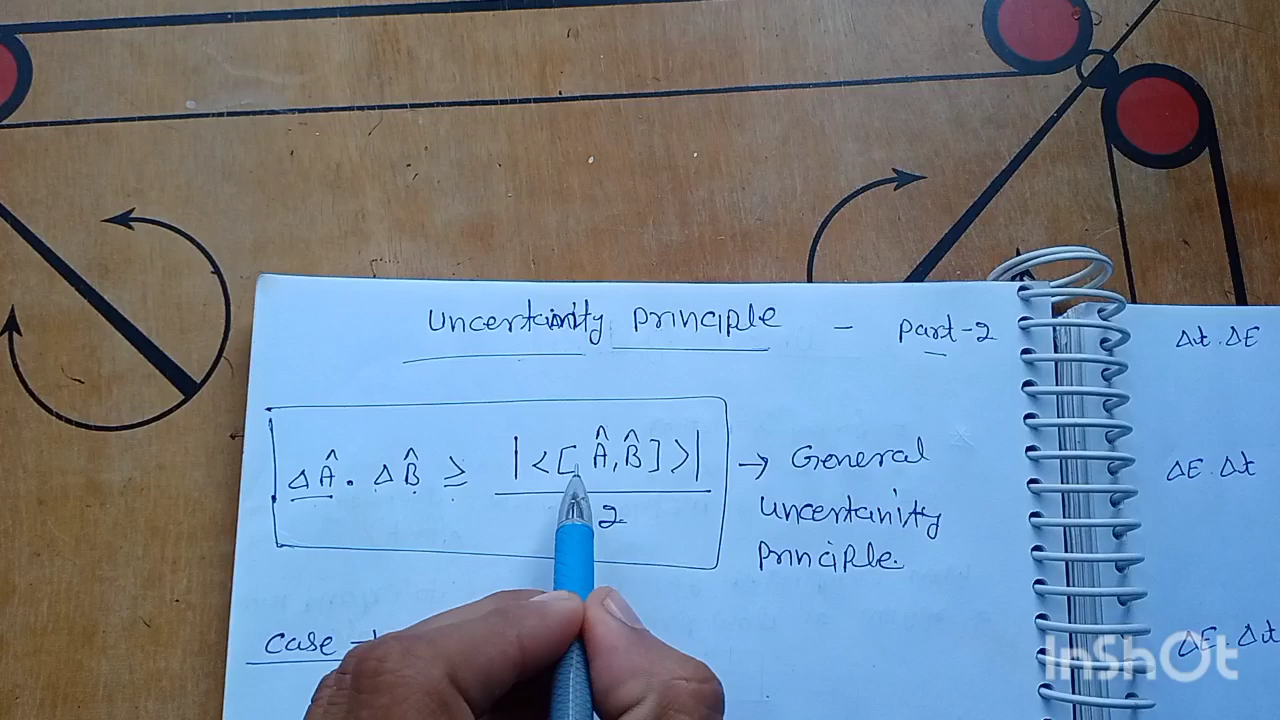 Uncertainity Principle - Part-2
ΔÂ . ΔB̂ ≥ |<[Â,B̂]>| / 2 → General
Uncertainity
Principle.
Case -
Δt . ΔE
ΔE . Δt
ΔE . Δt
InShOt